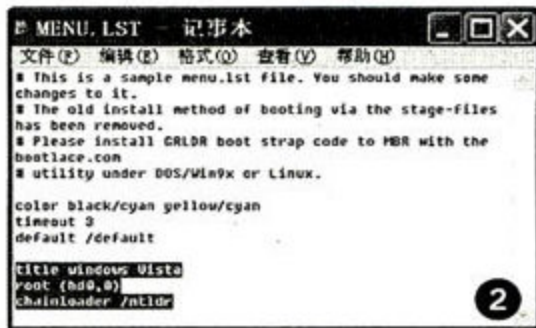 MENU.LST - 记事本
文件(F) 编辑(E) 格式(O) 查看(V) 帮助(H)
# This is a sample menu.lst file. You should make some
changes to it.
# The old install method of booting via the stage-files
has been removed.
# Please install GRLDR boot strap code to MBR with the
bootlace.com
# utility under DOS/Win9x or Linux.
color black/cyan yellow/cyan
timeout 3
default /default
title windows Vista
root (hd0,0)
chainloader /ntldr
2